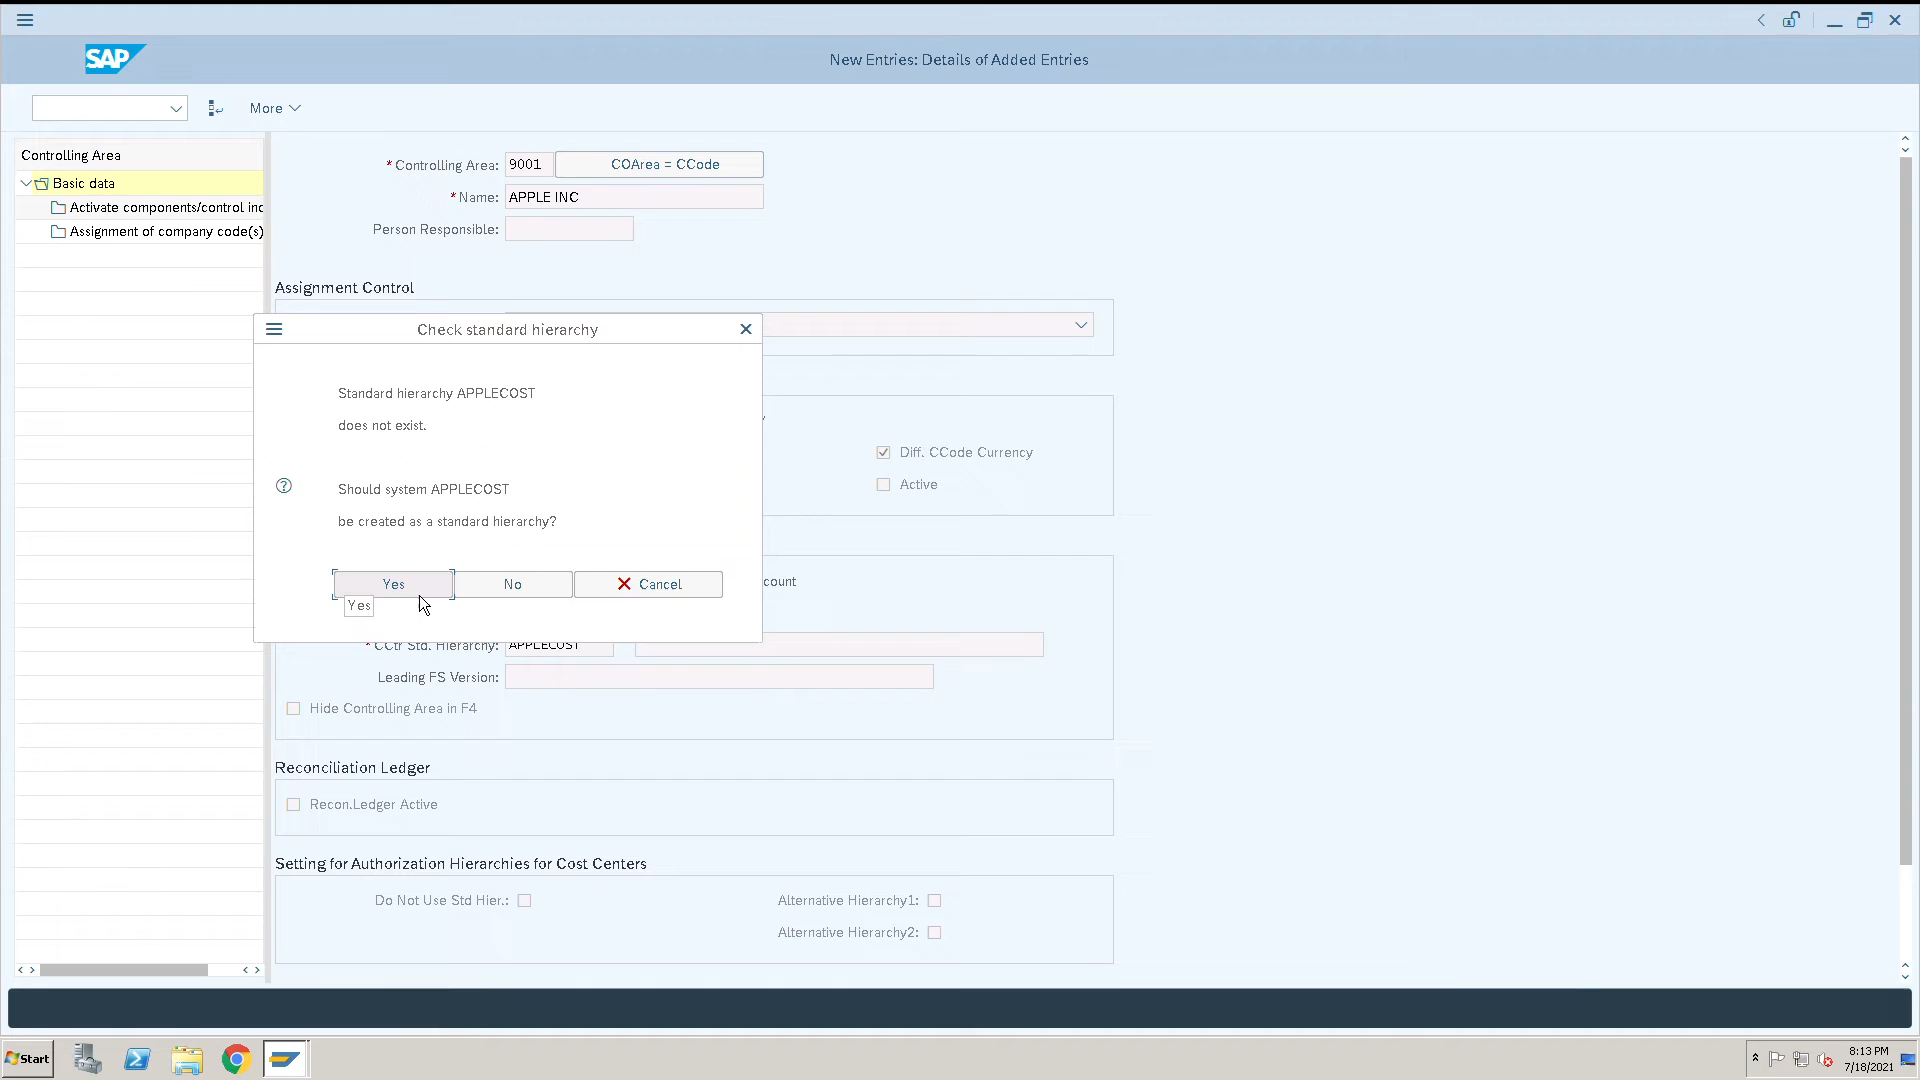 SAP
New Entries: Details of Added Entries
More
Controlling Area
Basic data
Activate components/control inc
Assignment of company code(s)
* Controlling Area: 9001 COArea = CCode
* Name: APPLE INC
Person Responsible:
Assignment Control
Check standard hierarchy
Standard hierarchy APPLECOST
does not exist.
Should system APPLECOST
be created as a standard hierarchy?
Yes No Cancel
Yes
Diff. CCode Currency
Active
count
* CCtr Std. Hierarchy: APPLECOST
Leading FS Version:
Hide Controlling Area in F4
Reconciliation Ledger
Recon.Ledger Active
Setting for Authorization Hierarchies for Cost Centers
Do Not Use Std Hier.: Alternative Hierarchy1:
Alternative Hierarchy2:
Start
8:13 PM
7/18/2021